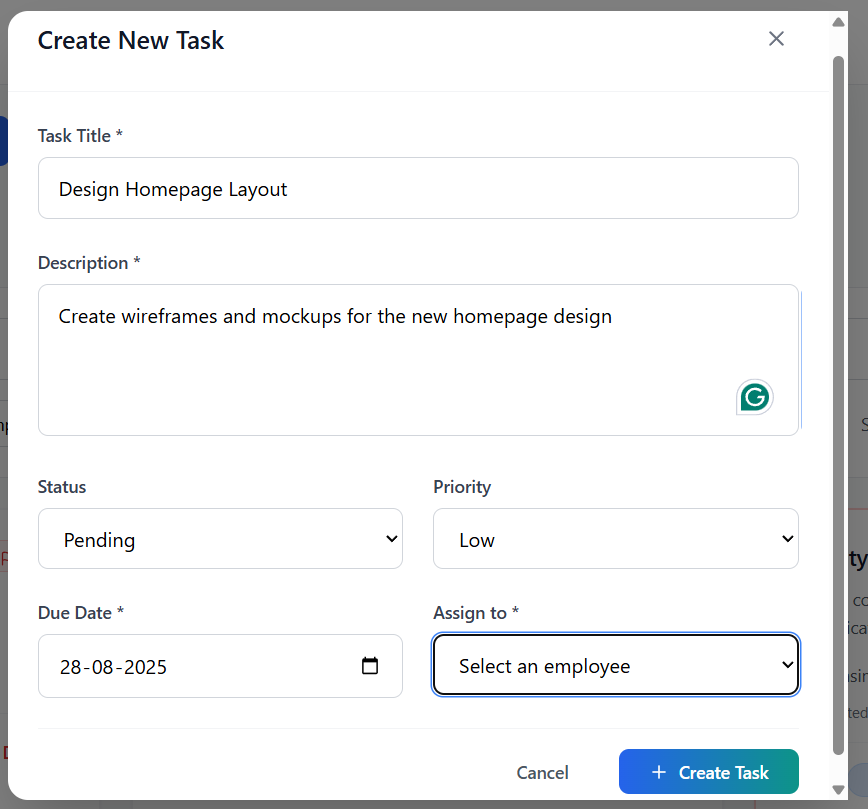 Create New Task
Task Title *
Design Homepage Layout
Description *
Create wireframes and mockups for the new homepage design
Status
Priority
Pending
Low
Due Date *
Assign to *
28-08-2025
Select an employee
Cancel
+ Create Task